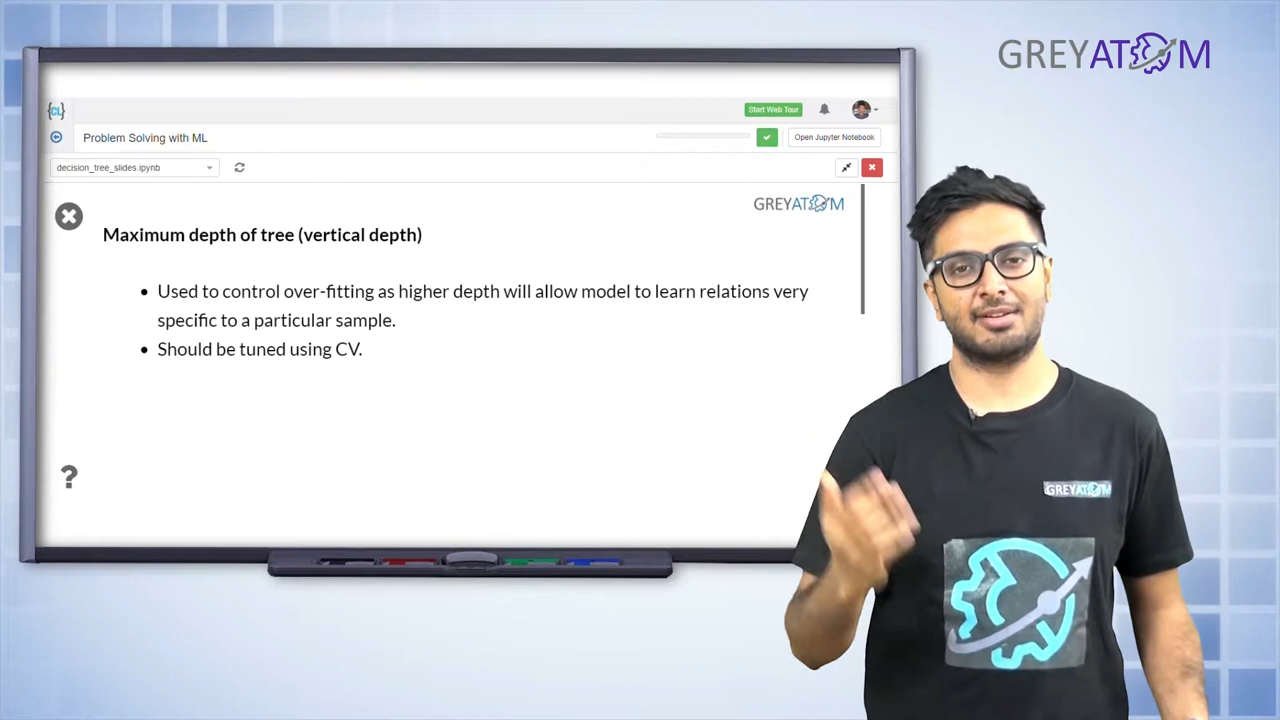 GREYATOM
{CL}
Start Web Tour
Problem Solving with ML
Open Jupyter Notebook
decision_tree_slides.ipynb
GREYATOM
Maximum depth of tree (vertical depth)
• Used to control over-fitting as higher depth will allow model to learn relations very
specific to a particular sample.
• Should be tuned using CV.
?
GREYATOM